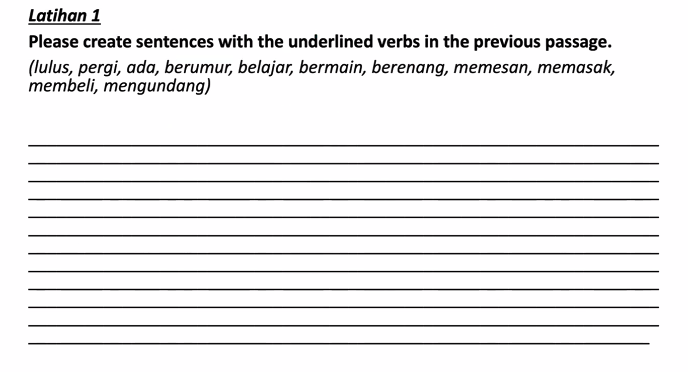 Latihan 1
Please create sentences with the underlined verbs in the previous passage.
(lulus, pergi, ada, berumur, belajar, bermain, berenang, memesan, memasak,
membeli, mengundang)